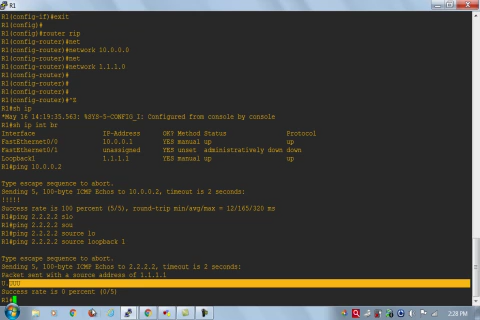 R1
R1(config-if)#exit
R1(config)#
R1(config)#router rip
R1(config-router)#net
R1(config-router)#network 10.0.0.0
R1(config-router)#net
R1(config-router)#network 1.1.1.0
R1(config-router)#
R1(config-router)#
R1(config-router)#
R1(config-router)#^Z
R1#sh ip
*May 16 14:19:35.563: %SYS-5-CONFIG_I: Configured from console by console
R1#sh ip int br
Interface IP-Address OK? Method Status Protocol
FastEthernet0/0 10.0.0.1 YES manual up up
FastEthernet0/1 unassigned YES unset administratively down down
Loopback1 1.1.1.1 YES manual up up
R1#ping 10.0.0.2
Type escape sequence to abort.
Sending 5, 100-byte ICMP Echos to 10.0.0.2, timeout is 2 seconds:
!!!!!
Success rate is 100 percent (5/5), round-trip min/avg/max = 12/165/320 ms
R1#ping 2.2.2.2 slo
R1#ping 2.2.2.2 sou
R1#ping 2.2.2.2 source lo
R1#ping 2.2.2.2 source loopback 1
Type escape sequence to abort.
Sending 5, 100-byte ICMP Echos to 2.2.2.2, timeout is 2 seconds:
Packet sent with a source address of 1.1.1.1
Success rate is 0 percent (0/5)
R1#
2:28 PM